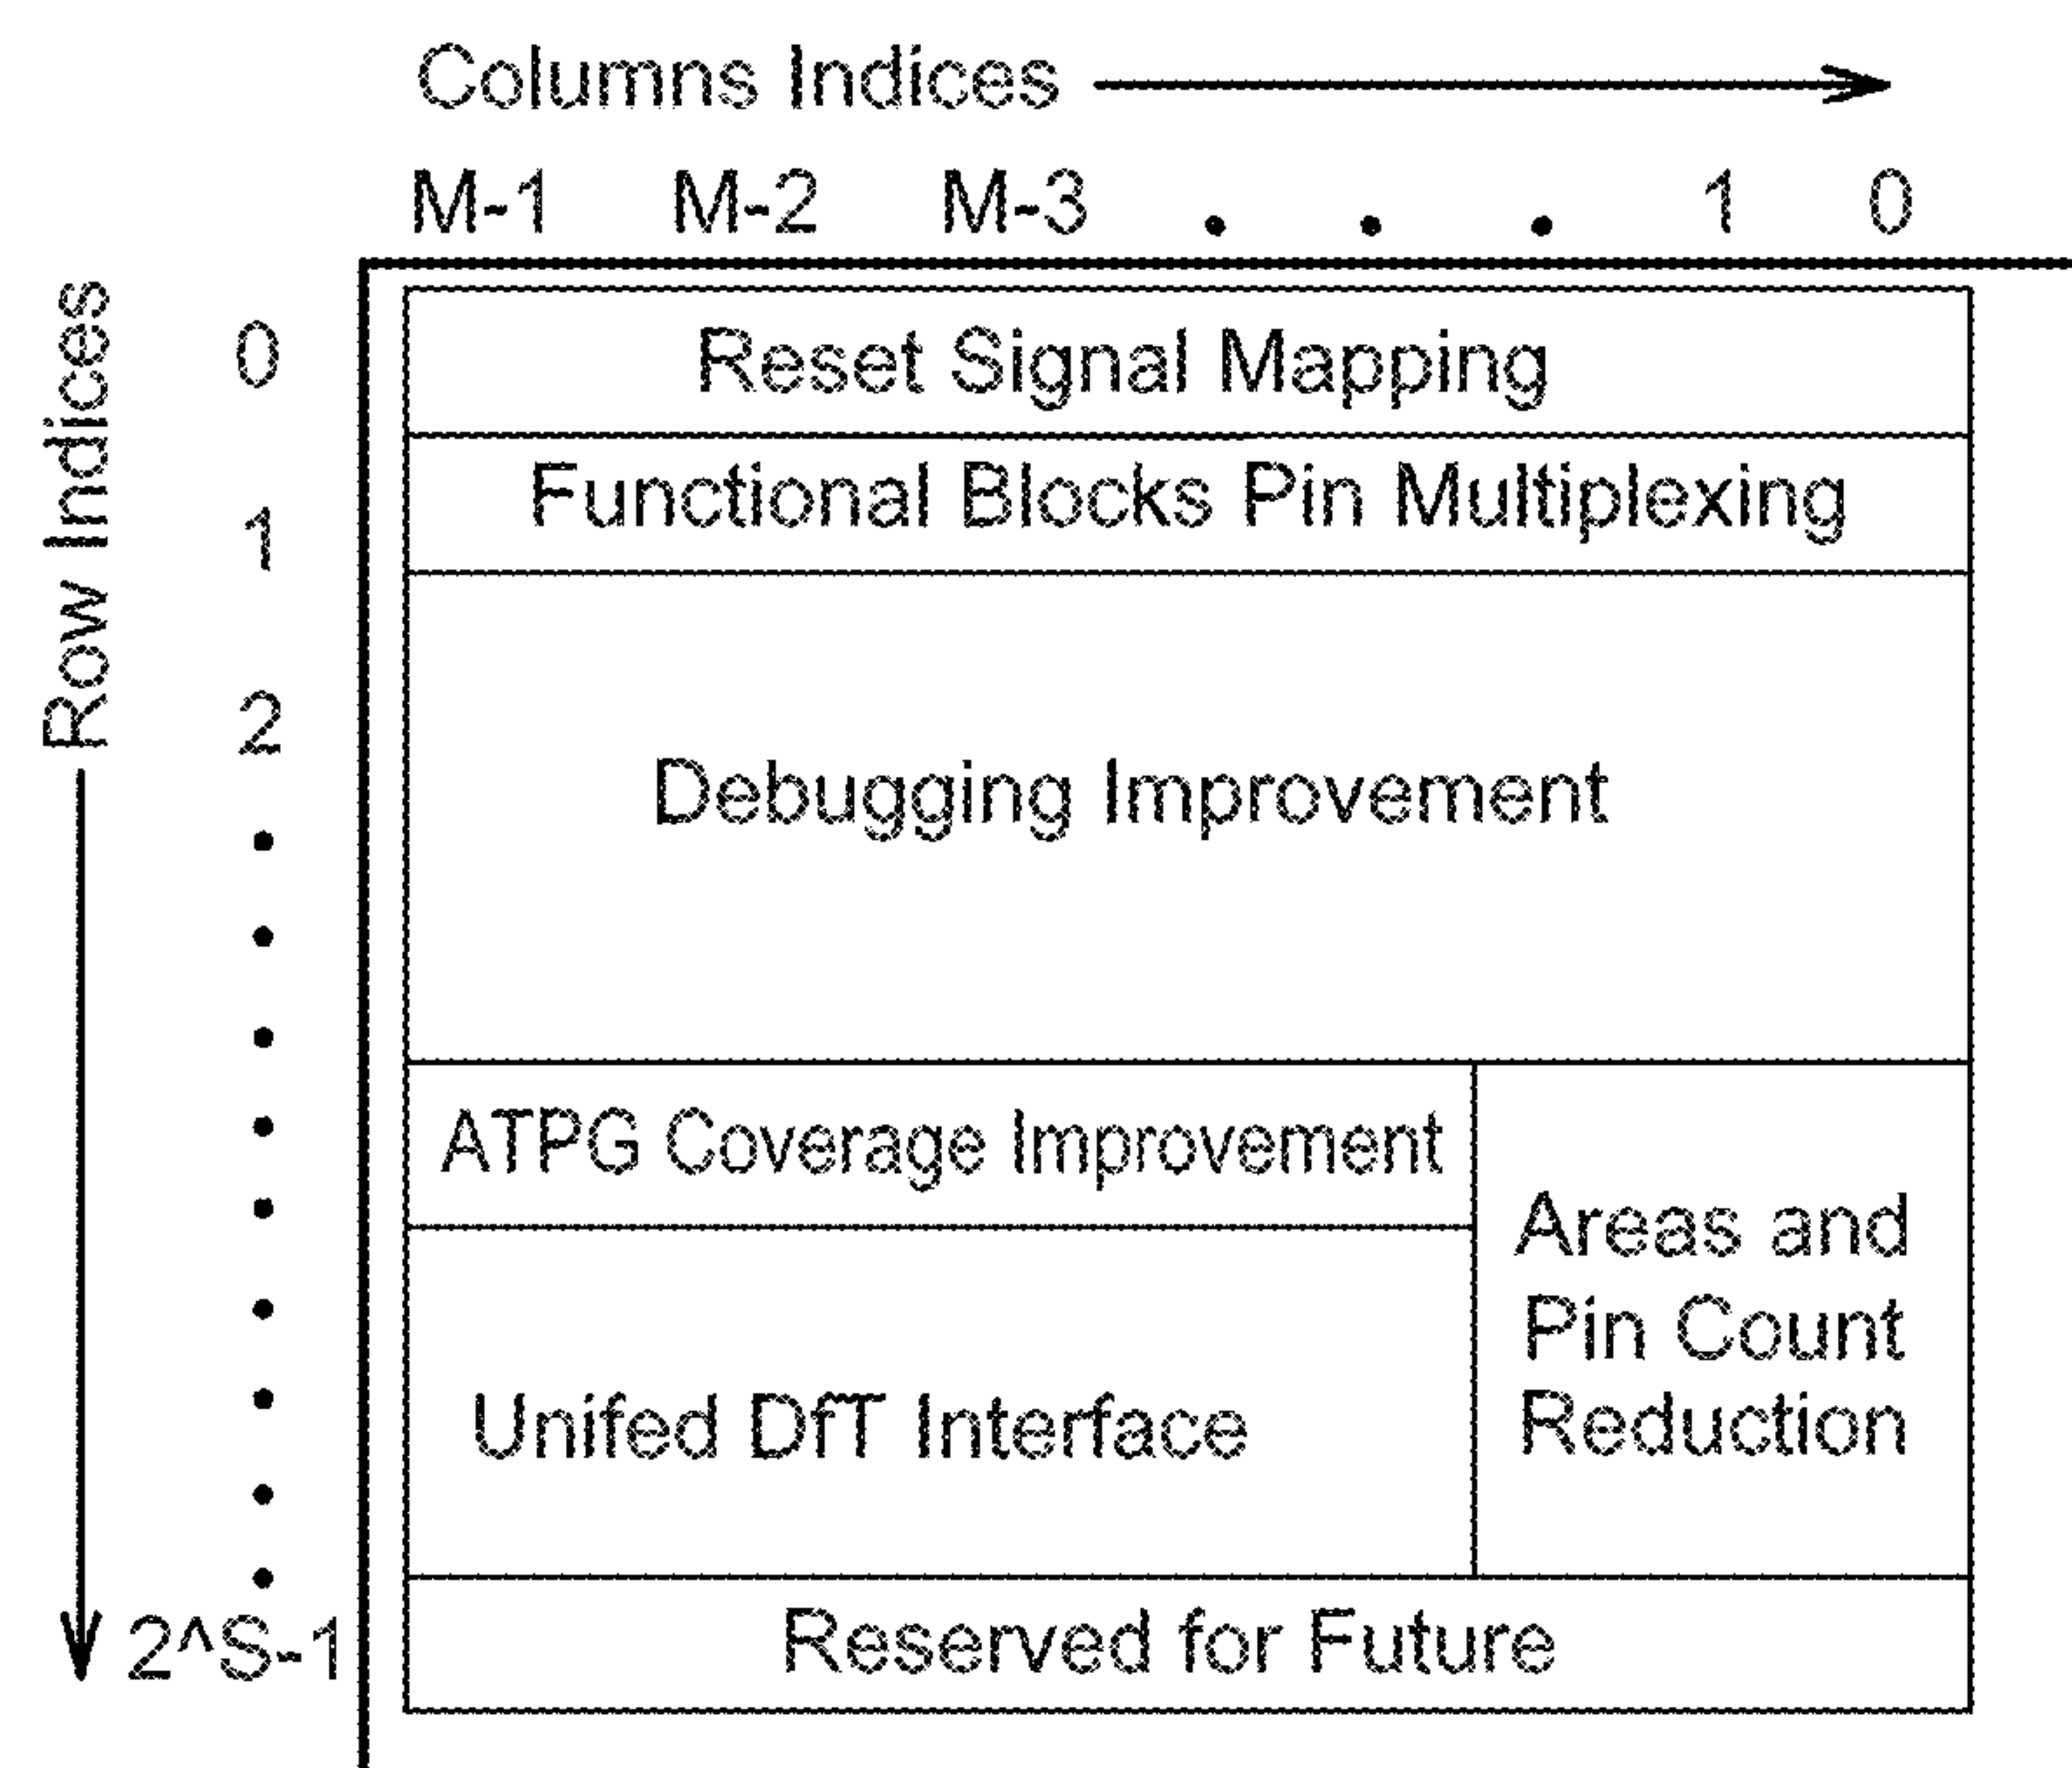 Columns Indices
M-1 M-2 M-3 . . . 1 0
Row Indices
0
Reset Signal Mapping
1
Functional Blocks Pin Multiplexing
2
Debugging Improvement
ATPG Coverage Improvement
Areas and
Pin Count
Reduction
Unifed DfT Interface
2^S-1
Reserved for Future